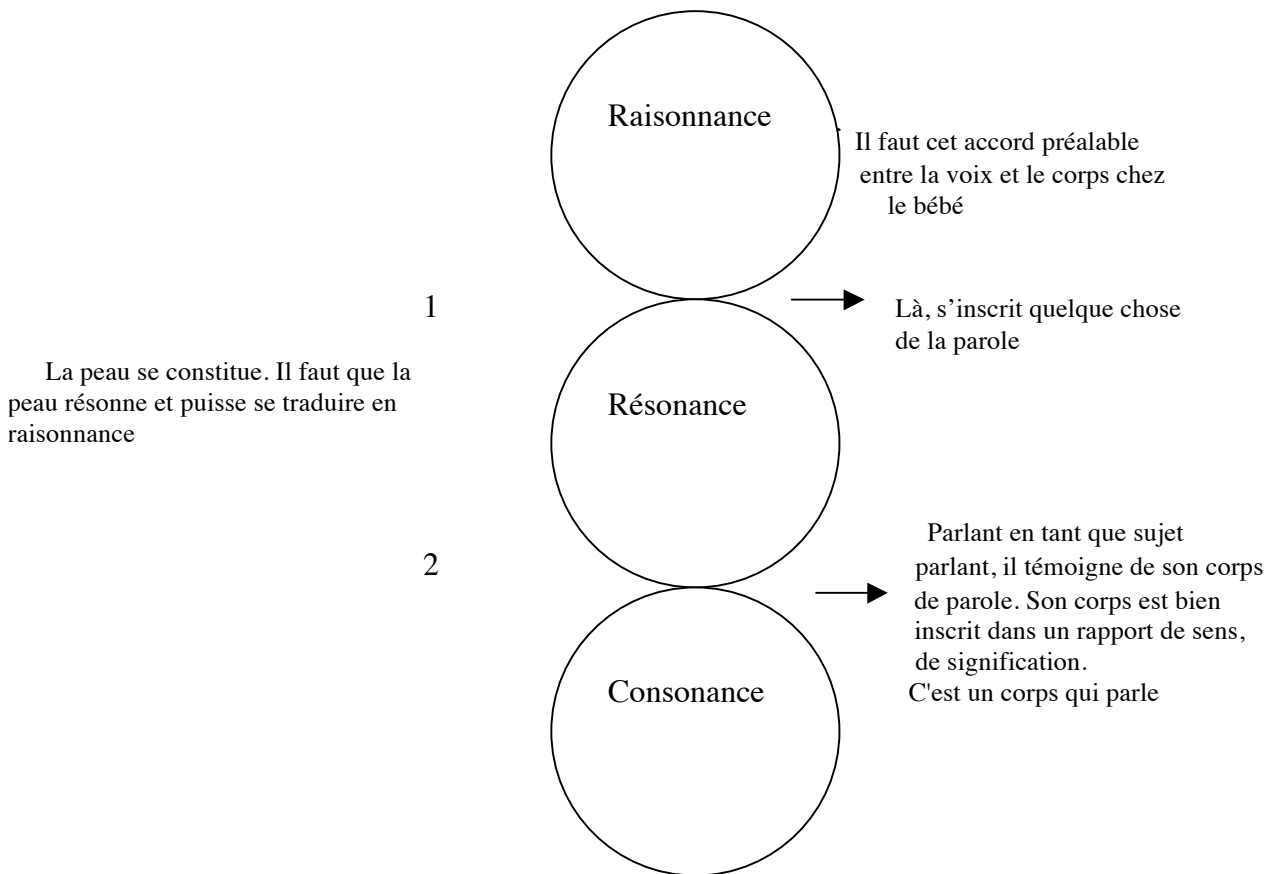 Raisonnance
Il faut cet accord préalable
entre la voix et le corps chez
le bébé
1
Là, s’inscrit quelque chose
de la parole
La peau se constitue. Il faut que la
peau résonne et puisse se traduire en
raisonnance
Résonance
2
Parlant en tant que sujet
parlant, il témoigne de son corps
de parole. Son corps est bien
inscrit dans un rapport de sens,
de signification.
C'est un corps qui parle
Consonance